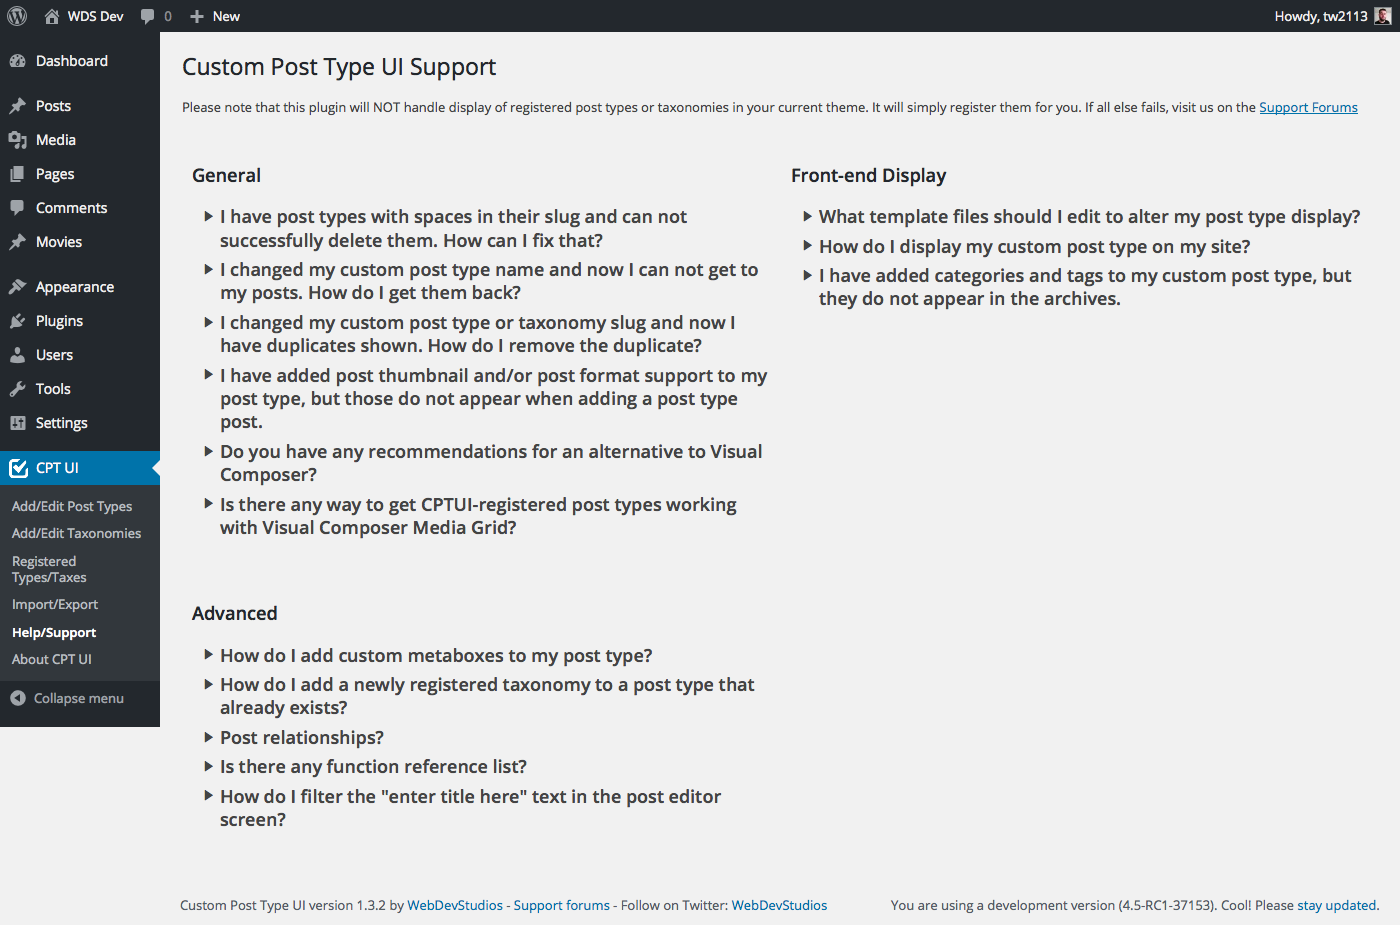 WDS Dev
0
New
Howdy, tw2113
Dashboard
Posts
Media
Pages
Comments
Movies
Appearance
Plugins
Users
Tools
Settings
CPT UI
Add/Edit Post Types
Add/Edit Taxonomies
Registered
Types/Taxes
Import/Export
Help/Support
About CPT UI
Collapse menu
Custom Post Type UI Support
Please note that this plugin will NOT handle display of registered post types or taxonomies in your current theme. It will simply register them for you. If all else fails, visit us on the Support Forums
General
I have post types with spaces in their slug and can not
successfully delete them. How can I fix that?
I changed my custom post type name and now I can not get to
my posts. How do I get them back?
I changed my custom post type or taxonomy slug and now I
have duplicates shown. How do I remove the duplicate?
I have added post thumbnail and/or post format support to my
post type, but those do not appear when adding a post type
post.
Do you have any recommendations for an alternative to Visual
Composer?
Is there any way to get CPTUI-registered post types working
with Visual Composer Media Grid?
Front-end Display
What template files should I edit to alter my post type display?
How do I display my custom post type on my site?
I have added categories and tags to my custom post type, but
they do not appear in the archives.
Advanced
How do I add custom metaboxes to my post type?
How do I add a newly registered taxonomy to a post type that
already exists?
Post relationships?
Is there any function reference list?
How do I filter the "enter title here" text in the post editor
screen?
Custom Post Type UI version 1.3.2 by WebDevStudios - Support forums - Follow on Twitter: WebDevStudios
You are using a development version (4.5-RC1-37153). Cool! Please stay updated.